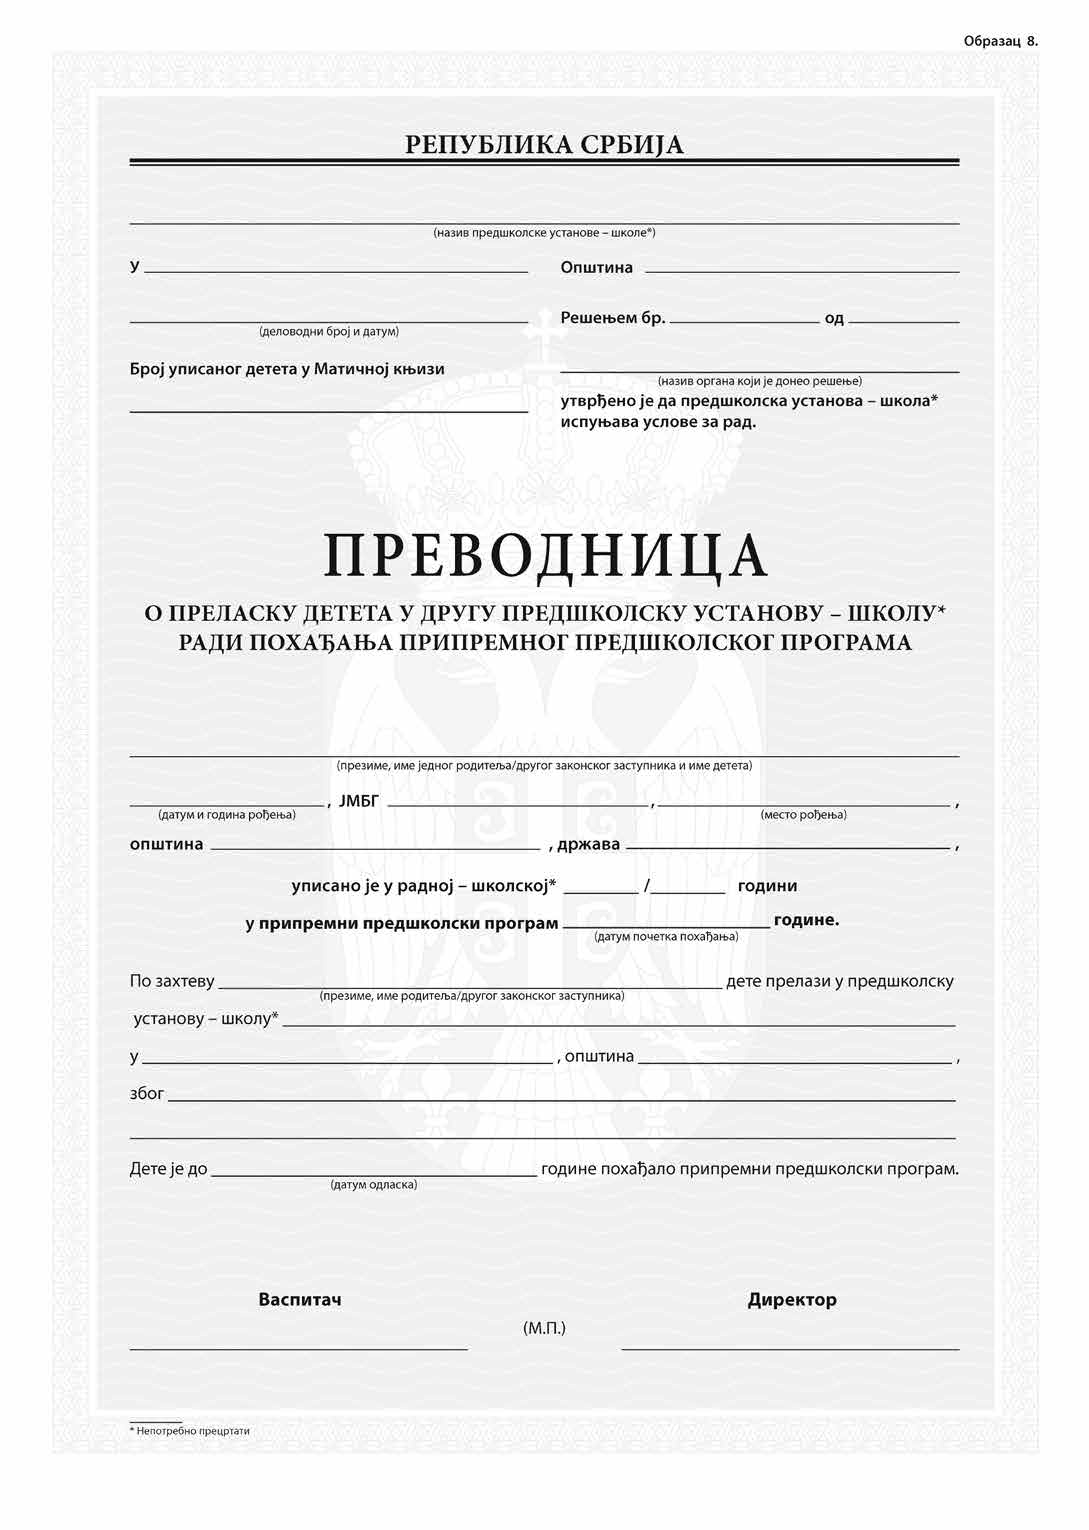 Образац 8.
РЕПУБЛИКА СРБИЈА
(назив предшколске установе – школе*)
У Општина
Решењем бр. од
(деловодни број и датум)
Број уписаног детета у Матичној књизи
(назив органа који је донео решење)
утврђено је да предшколска установа – школа*
испуњава услове за рад.
ПРЕВОДНИЦА
О ПРЕЛАСКУ ДЕТЕТА У ДРУГУ ПРЕДШКОЛСКУ УСТАНОВУ – ШКОЛУ*
РАДИ ПОХАЂАЊА ПРИПРЕМНОГ ПРЕДШКОЛСКОГ ПРОГРАМА
(презиме, име једног родитеља/другог законског заступника и име детета)
, ЈМБГ , ,
(датум и година рођења) (место рођења)
општина , држава ,
уписано је у радној – школској* / години
у припремни предшколски програм године.
(датум почетка похађања)
По захтеву дете прелази у предшколску
(презиме, име родитеља/другог законског заступника)
установу – школу*
у , општина ,
због
Дете је до године похађало припремни предшколски програм.
(датум одласка)
Васпитач Директор
(М.П.)
* Непотребно прецртати